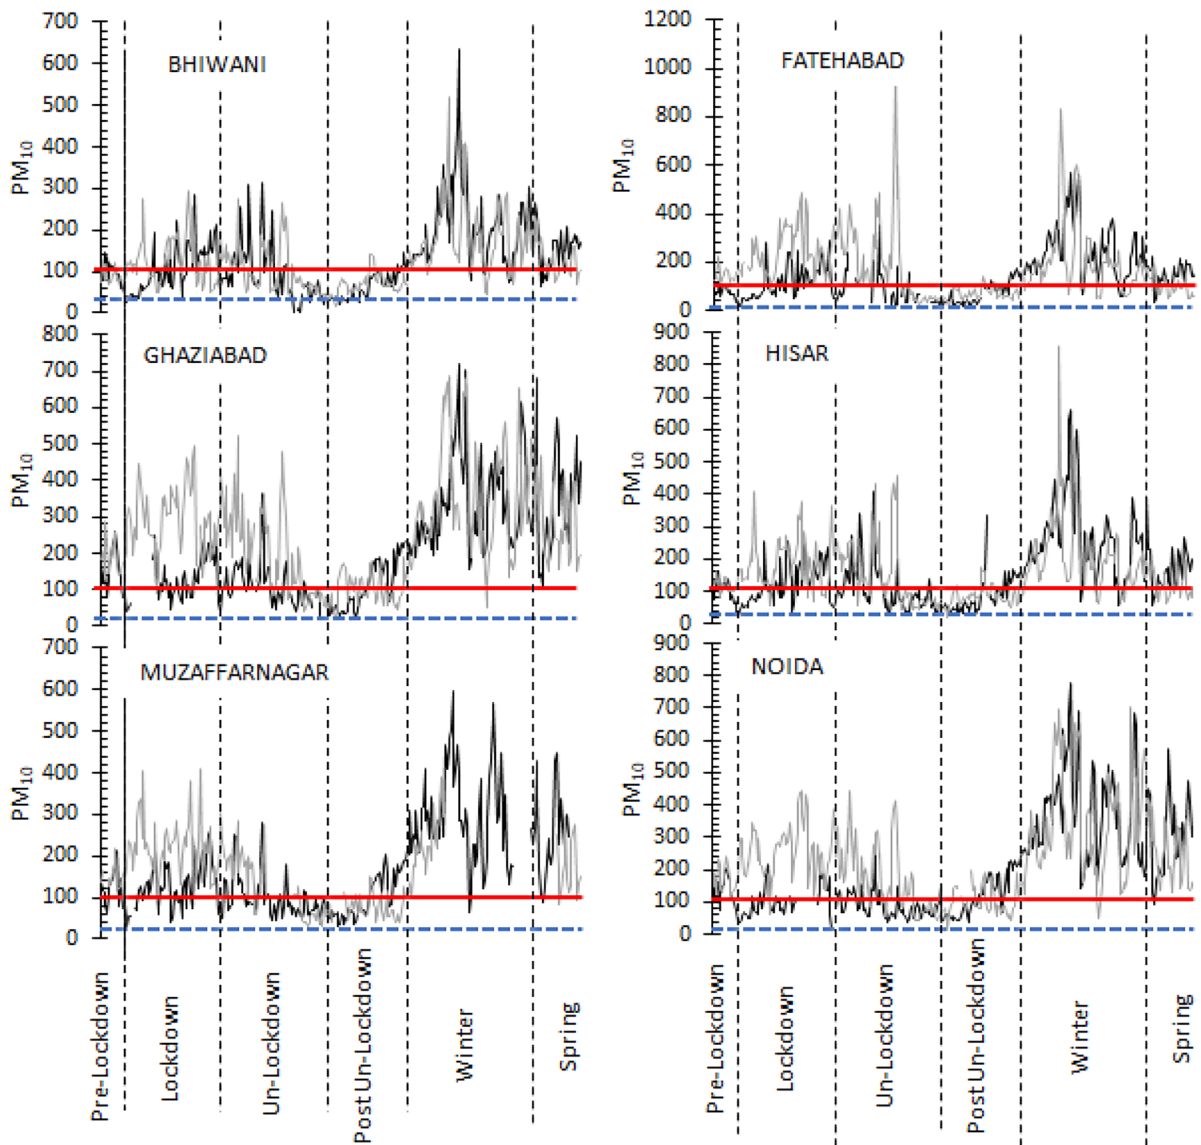 BHIWANI
PM10
700
600
500
400
300
200
100
0
FATEHABAD
PM10
1200
1000
800
600
400
200
0
GHAZIABAD
PM10
800
700
600
500
400
300
200
100
0
HISAR
PM10
900
800
700
600
500
400
300
200
100
0
MUZAFFARNAGAR
PM10
700
600
500
400
300
200
100
0
NOIDA
PM10
900
800
700
600
500
400
300
200
100
0
Pre-Lockdown
Lockdown
Un-Lockdown
Post Un-Lockdown
Winter
Spring
Pre-Lockdown
Lockdown
Un-Lockdown
Post Un-Lockdown
Winter
Spring